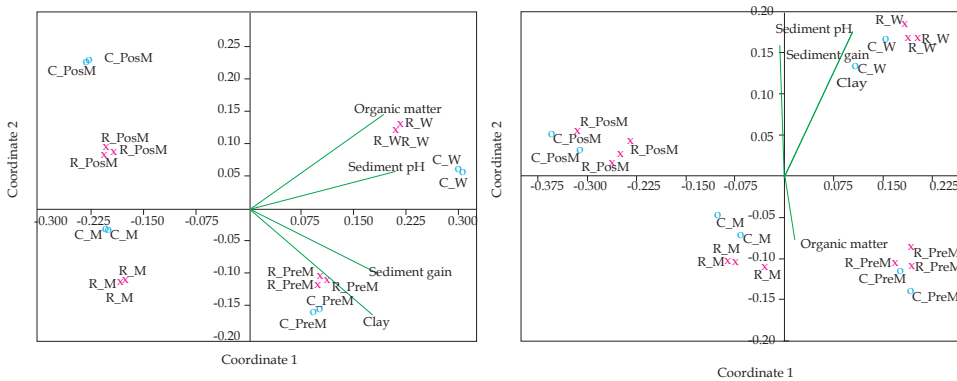 0.25
0.20
0.15
0.10
0.05
-0.05
-0.10
-0.15
-0.20
-0.300
-0.225
-0.150
-0.075
0.075
0.150
0.225
0.300
Coordinate 2
Coordinate 1
C_PosM
C_PosM
R_PosM
R_PosM
R_PosM
C_M
C_M
R_M
R_M
R_M
Organic matter
R_W
R_W
R_W
Sediment pH
C_W
C_W
Sediment gain
R_PreM
R_PreM
R_PreM
C_PreM
C_PreM
Clay
0.20
0.15
0.10
0.05
-0.05
-0.10
-0.15
-0.20
-0.375
-0.300
-0.225
-0.150
-0.075
0.075
0.150
0.225
Coordinate 2
Coordinate 1
Sediment pH
R_W
R_W
R_W
Sediment gain
C_W
C_W
Clay
R_PosM
R_PosM
R_PosM
C_PosM
C_PosM
C_M
C_M
R_M
R_M
R_M
Organic matter
R_PreM
R_PreM
R_PreM
C_PreM
C_PreM